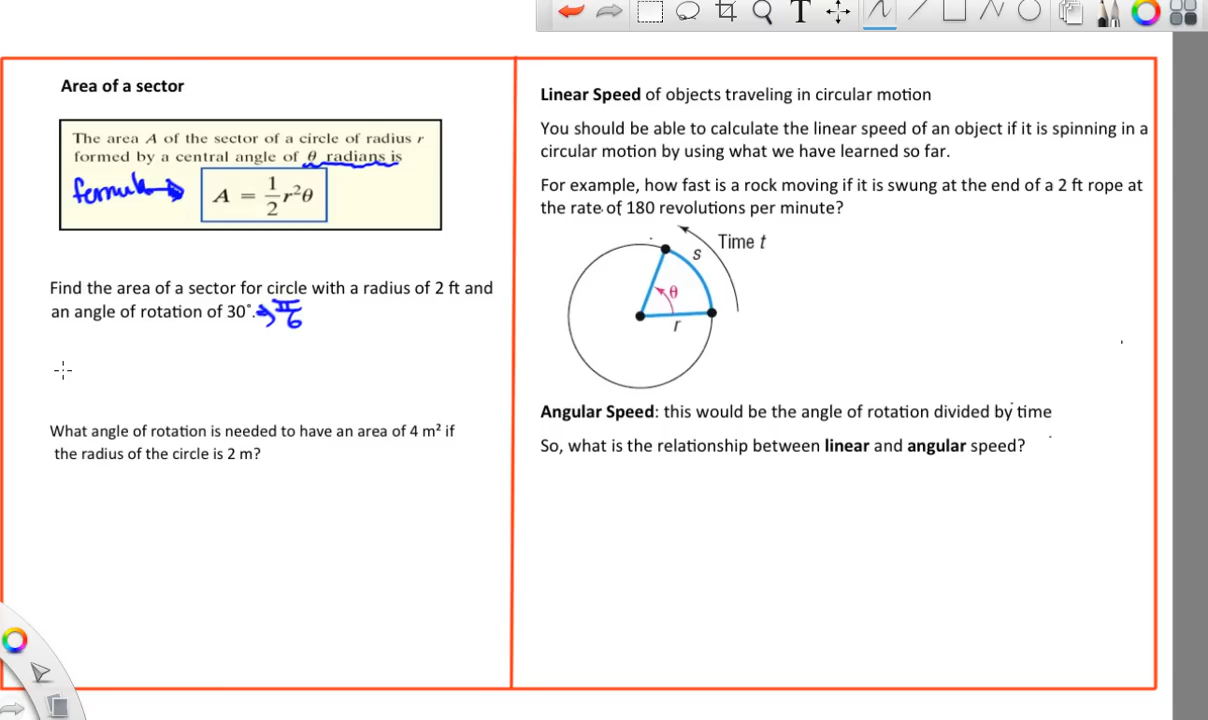 Area of a sector
The area A of the sector of a circle of radius r
formed by a central angle of θ radians is
formula → A = 1/2 r²θ
Find the area of a sector for circle with a radius of 2 ft and
an angle of rotation of 30°. → π/6
What angle of rotation is needed to have an area of 4 m² if
the radius of the circle is 2 m?
Linear Speed of objects traveling in circular motion
You should be able to calculate the linear speed of an object if it is spinning in a
circular motion by using what we have learned so far.
For example, how fast is a rock moving if it is swung at the end of a 2 ft rope at
the rate of 180 revolutions per minute?
Time t
s
θ
r
Angular Speed: this would be the angle of rotation divided by time
So, what is the relationship between linear and angular speed?
T